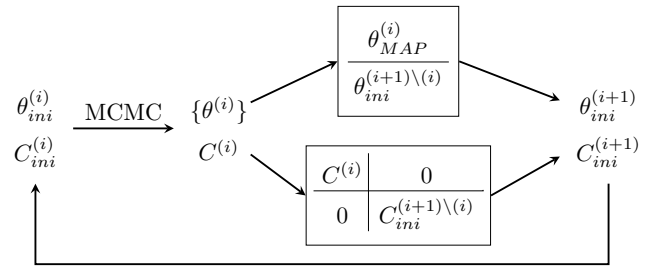 θ_{ini}^{(i)}
C_{ini}^{(i)}
MCMC
{θ^{(i)}}
C^{(i)}
θ_{MAP}^{(i)}
θ_{ini}^{(i+1)\(i)}
C^{(i)} 0
0 C_{ini}^{(i+1)\(i)}
θ_{ini}^{(i+1)}
C_{ini}^{(i+1)}